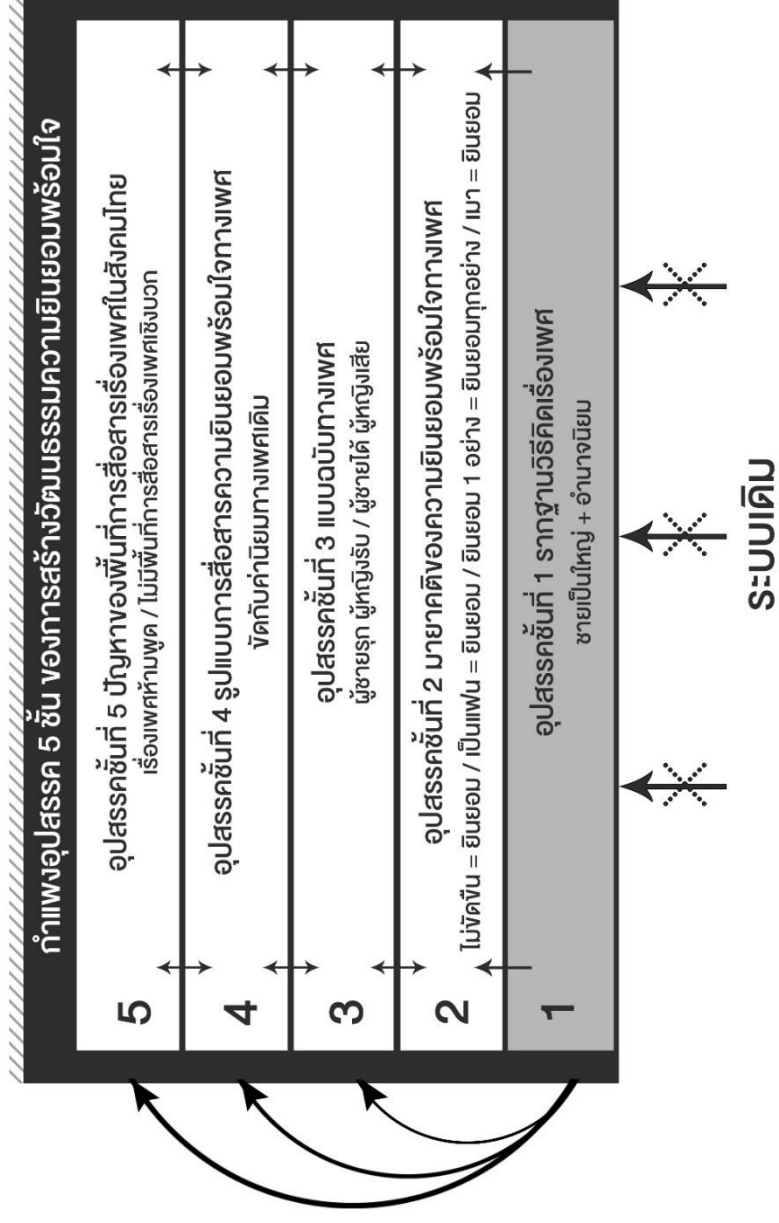 กำแพงอุปสรรค 5 ชั้น ของการสร้างวัฒนธรรมความยินยอมพร้อมใจ
5
อุปสรรคชั้นที่ 5 ปัญหาของพื้นที่การสื่อสารเรื่องเพศในสังคมไทย
เรื่องเพศห้ามพูด / ไม่มีพื้นที่การสื่อสารเรื่องเพศเชิงบวก
4
อุปสรรคชั้นที่ 4 รูปแบบการสื่อสารความยินยอมพร้อมใจทางเพศ
ขัดกับค่านิยมทางเพศเดิม
3
อุปสรรคชั้นที่ 3 แบบฉบับทางเพศ
ผู้ชายรุก ผู้หญิงรับ / ผู้ชายได้ ผู้หญิงเสีย
2
อุปสรรคชั้นที่ 2 มายาคติของความยินยอมพร้อมใจทางเพศ
ไม่ขัดขืน = ยินยอม / เป็นแฟน = ยินยอม / ยินยอม 1 อย่าง = ยินยอมทุกอย่าง / เมา = ยินยอม
1
อุปสรรคชั้นที่ 1 รากฐานวิธีคิดเรื่องเพศ
ชายเป็นใหญ่ + อำนาจนิยม
ระบบเดิม